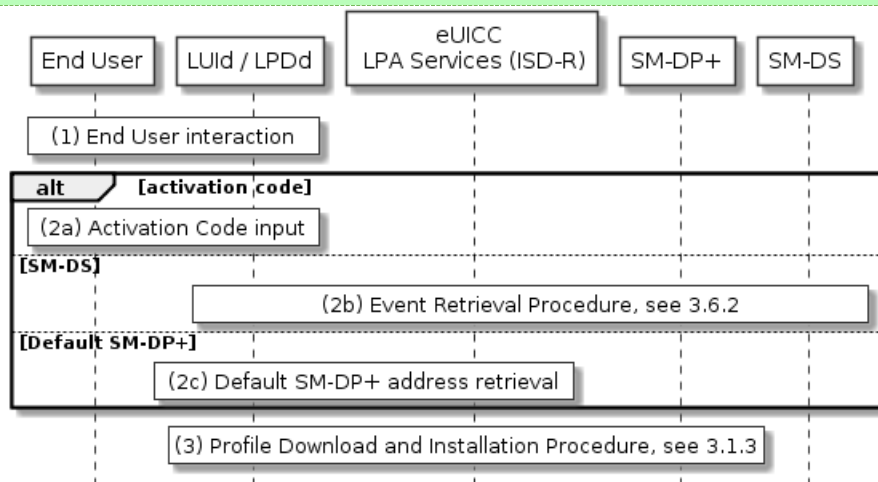 End User
LUId / LPDd
eUICC
LPA Services (ISD-R)
SM-DP+
SM-DS
(1) End User interaction
alt
[activation code]
(2a) Activation Code input
[SM-DS]
(2b) Event Retrieval Procedure, see 3.6.2
[Default SM-DP+]
(2c) Default SM-DP+ address retrieval
(3) Profile Download and Installation Procedure, see 3.1.3